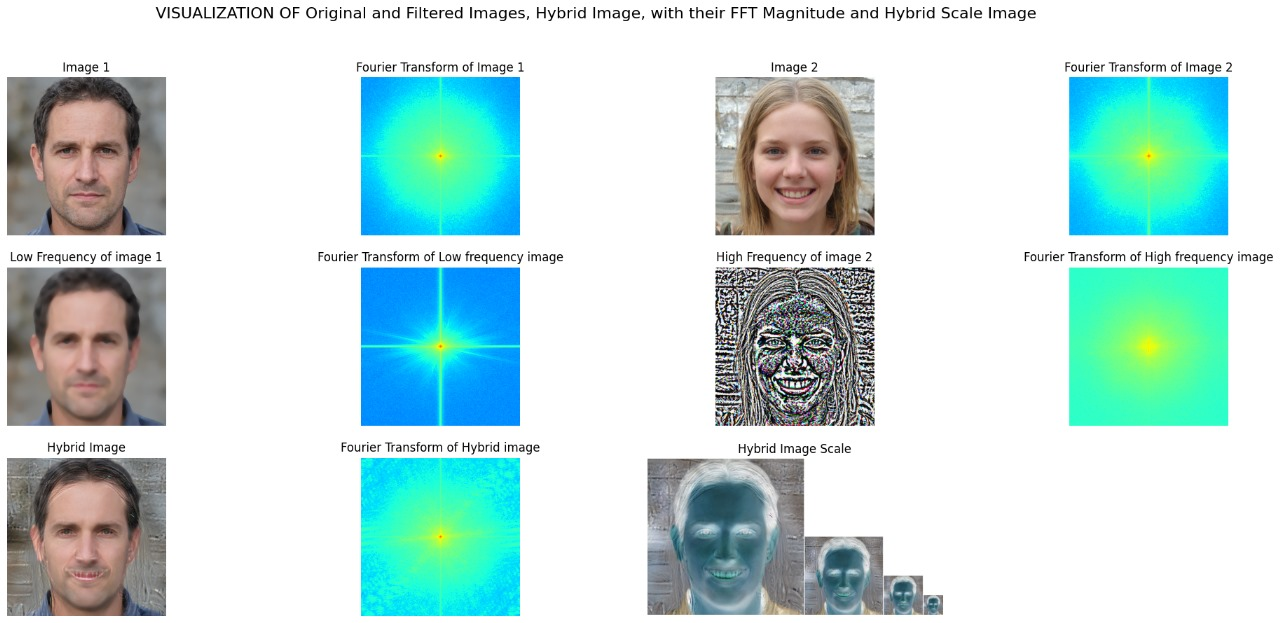 VISUALIZATION OF Original and Filtered Images, Hybrid Image, with their FFT Magnitude and Hybrid Scale Image
Image 1
Fourier Transform of Image 1
Image 2
Fourier Transform of Image 2
Low Frequency of image 1
Fourier Transform of Low frequency image
High Frequency of image 2
Fourier Transform of High frequency image
Hybrid Image
Fourier Transform of Hybrid image
Hybrid Image Scale